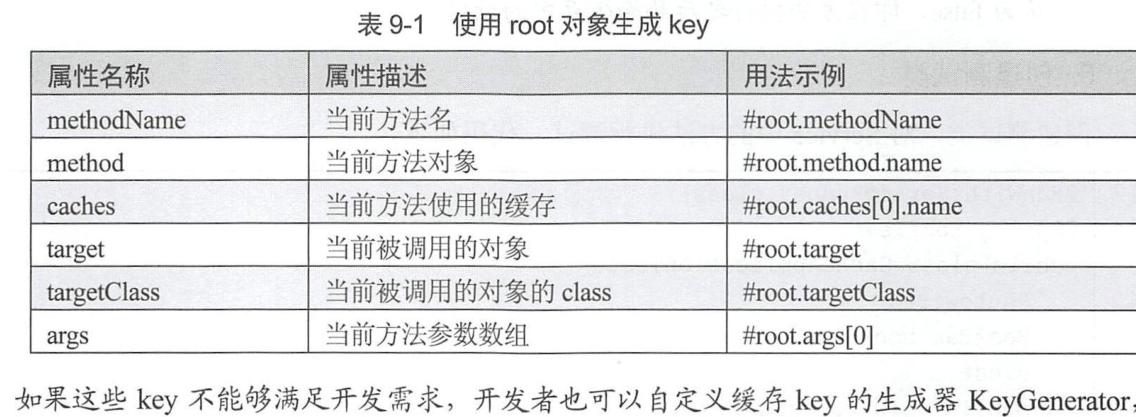 表 9-1 使用 root 对象生成 key
属性名称 属性描述 用法示例
methodName 当前方法名 #root.methodName
method 当前方法对象 #root.method.name
caches 当前方法使用的缓存 #root.caches[0].name
target 当前被调用的对象 #root.target
targetClass 当前被调用的对象的 class #root.targetClass
args 当前方法参数数组 #root.args[0]
如果这些 key 不能够满足开发需求，开发者也可以自定义缓存 key 的生成器 KeyGenerator，